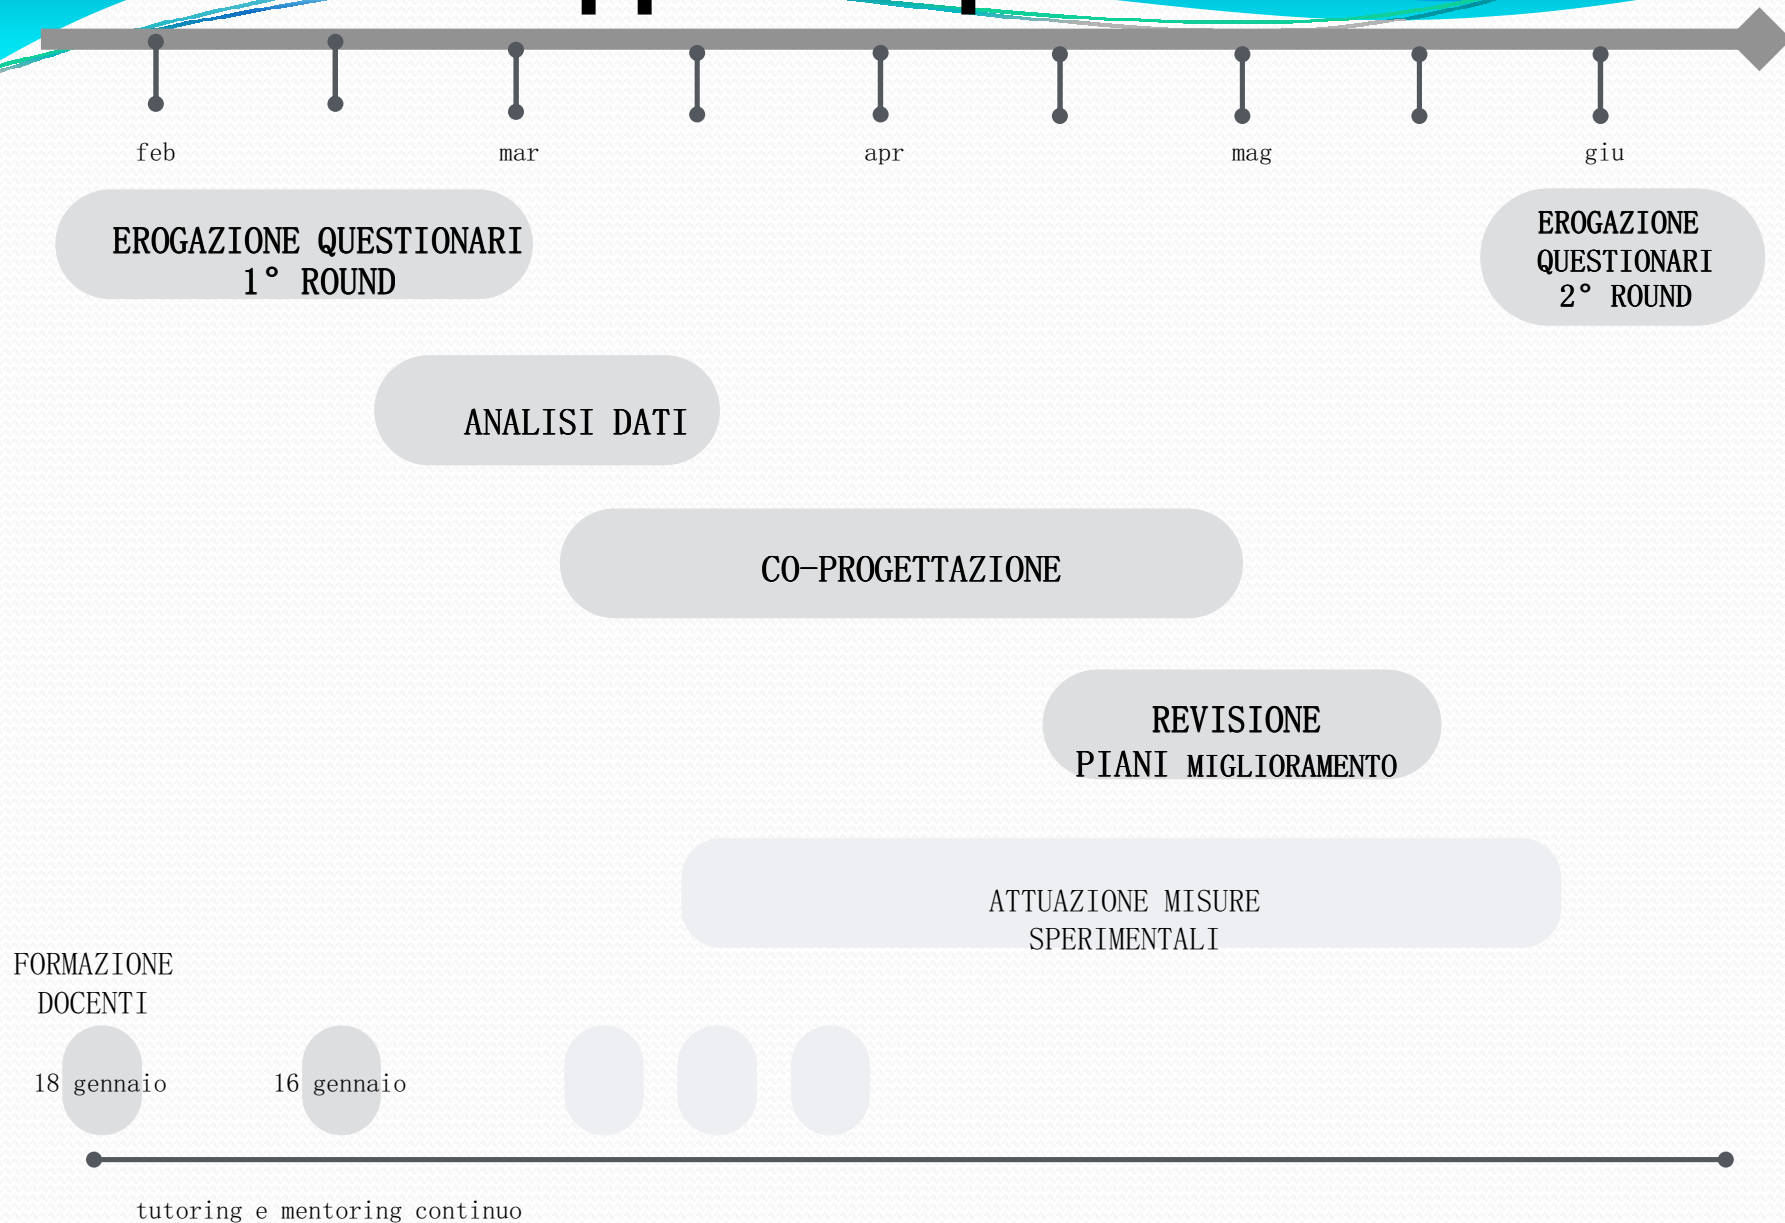 feb
mar
apr
mag
giu
EROGAZIONE QUESTIONARI
1° ROUND
EROGAZIONE
QUESTIONARI
2° ROUND
ANALISI DATI
CO-PROGETTAZIONE
REVISIONE
PIANI MIGLIORAMENTO
ATTUAZIONE MISURE
SPERIMENTALI
FORMAZIONE
DOCENTI
18 gennaio
16 gennaio
tutoring e mentoring continuo